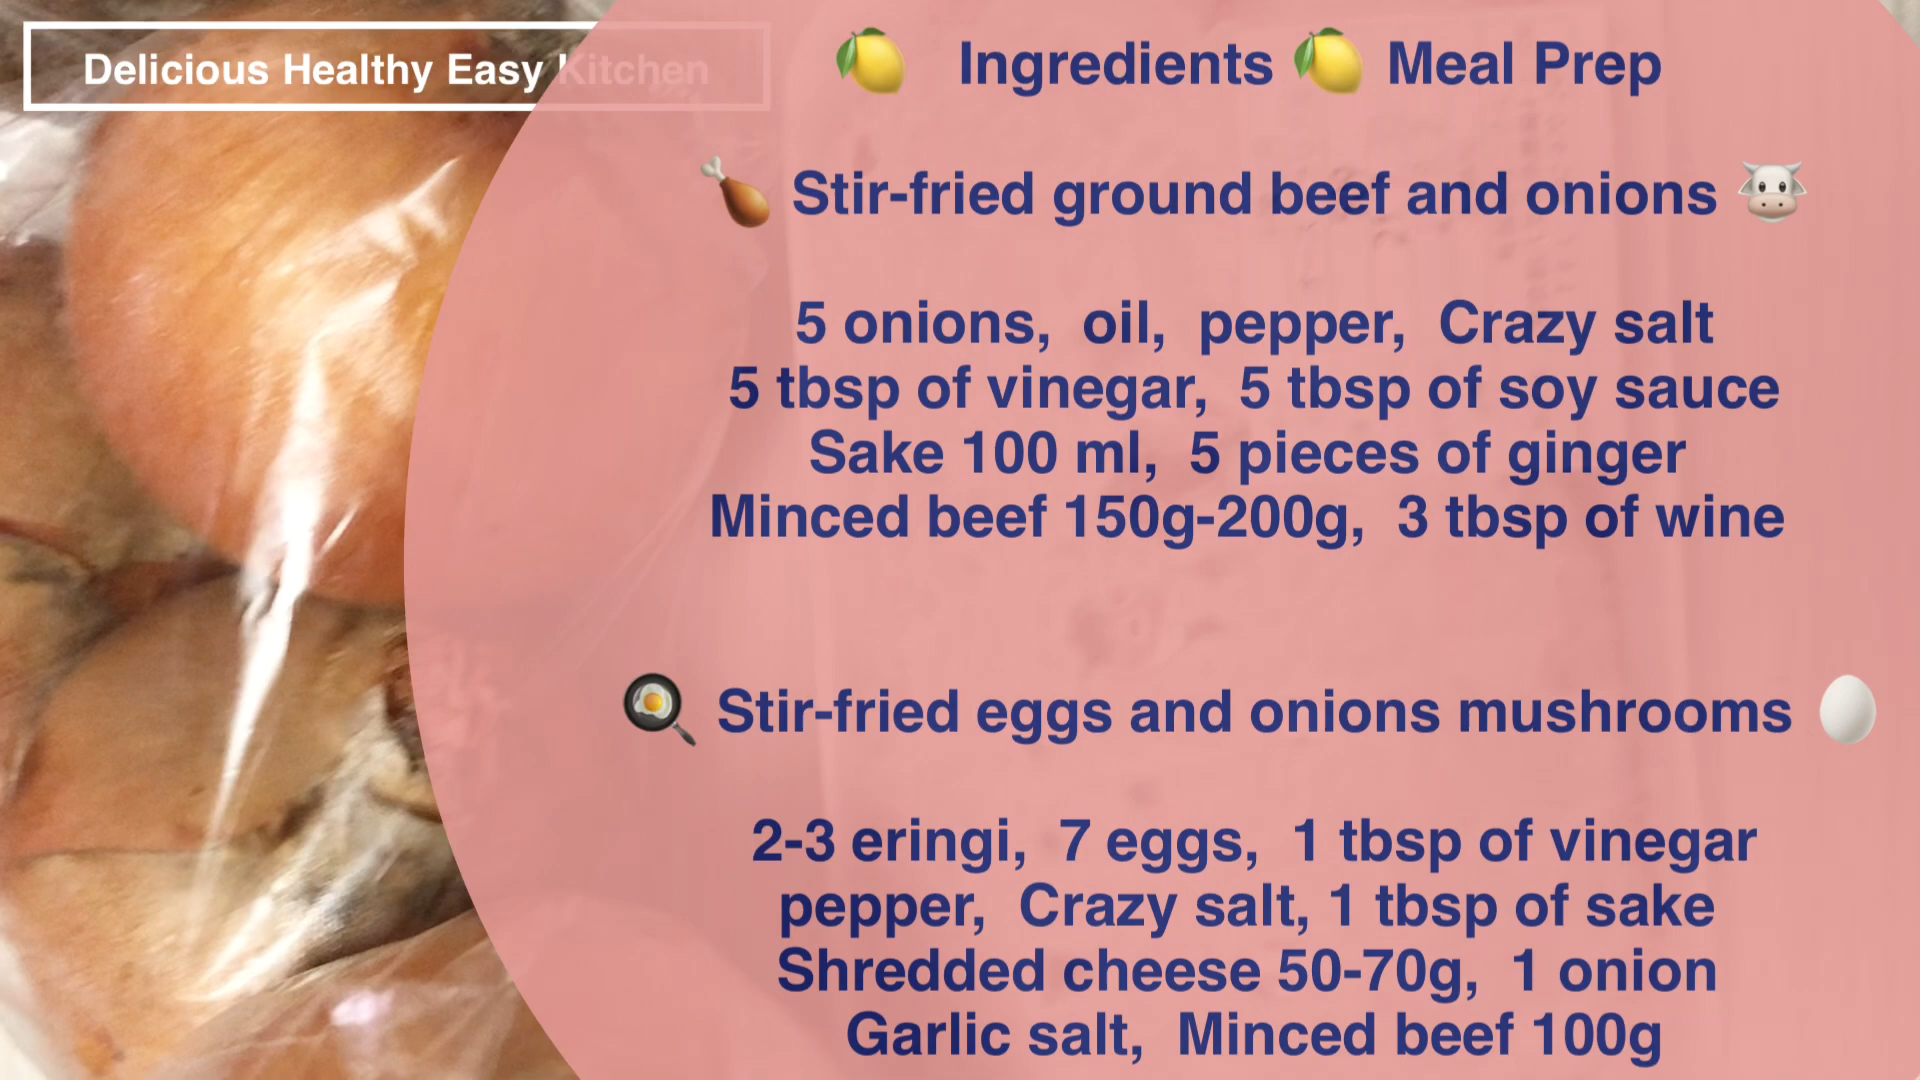 Delicious Healthy Easy Kitchen
Ingredients Meal Prep
Stir-fried ground beef and onions
5 onions, oil, pepper, Crazy salt
5 tbsp of vinegar, 5 tbsp of soy sauce
Sake 100 ml, 5 pieces of ginger
Minced beef 150g-200g, 3 tbsp of wine
Stir-fried eggs and onions mushrooms
2-3 eringi, 7 eggs, 1 tbsp of vinegar
pepper, Crazy salt, 1 tbsp of sake
Shredded cheese 50-70g, 1 onion
Garlic salt, Minced beef 100g